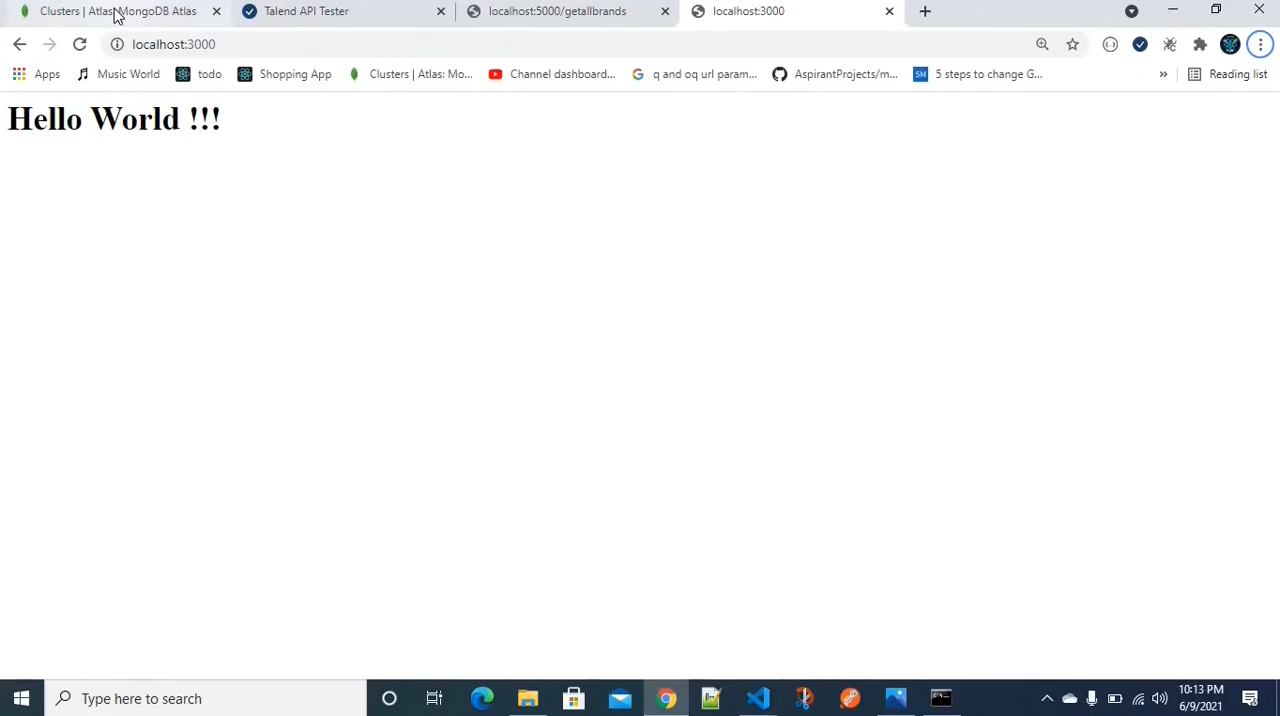 Clusters | Atlas: MongoDB Atlas
Talend API Tester
localhost:5000/getallbrands
localhost:3000
localhost:3000
Apps
Music World
todo
Shopping App
Clusters | Atlas: Mo...
Channel dashboard...
q and oq url param...
AspirantProjects/m...
SM
5 steps to change G...
»
Reading list
Hello World !!!
Type here to search
10:13 PM
6/9/2021